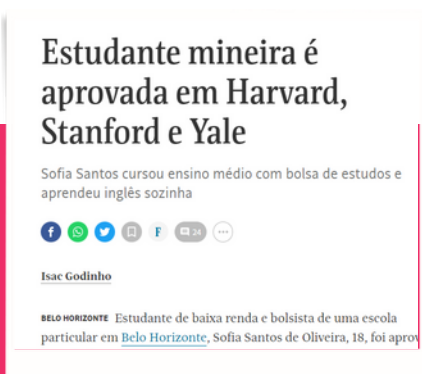 Estudante mineira é
aprovada em Harvard,
Stanford e Yale
Sofia Santos cursou ensino médio com bolsa de estudos e
aprendeu inglês sozinha
f F 24
Isac Godinho
BELO HORIZONTE Estudante de baixa renda e bolsista de uma escola
particular em Belo Horizonte, Sofia Santos de Oliveira, 18, foi aprov